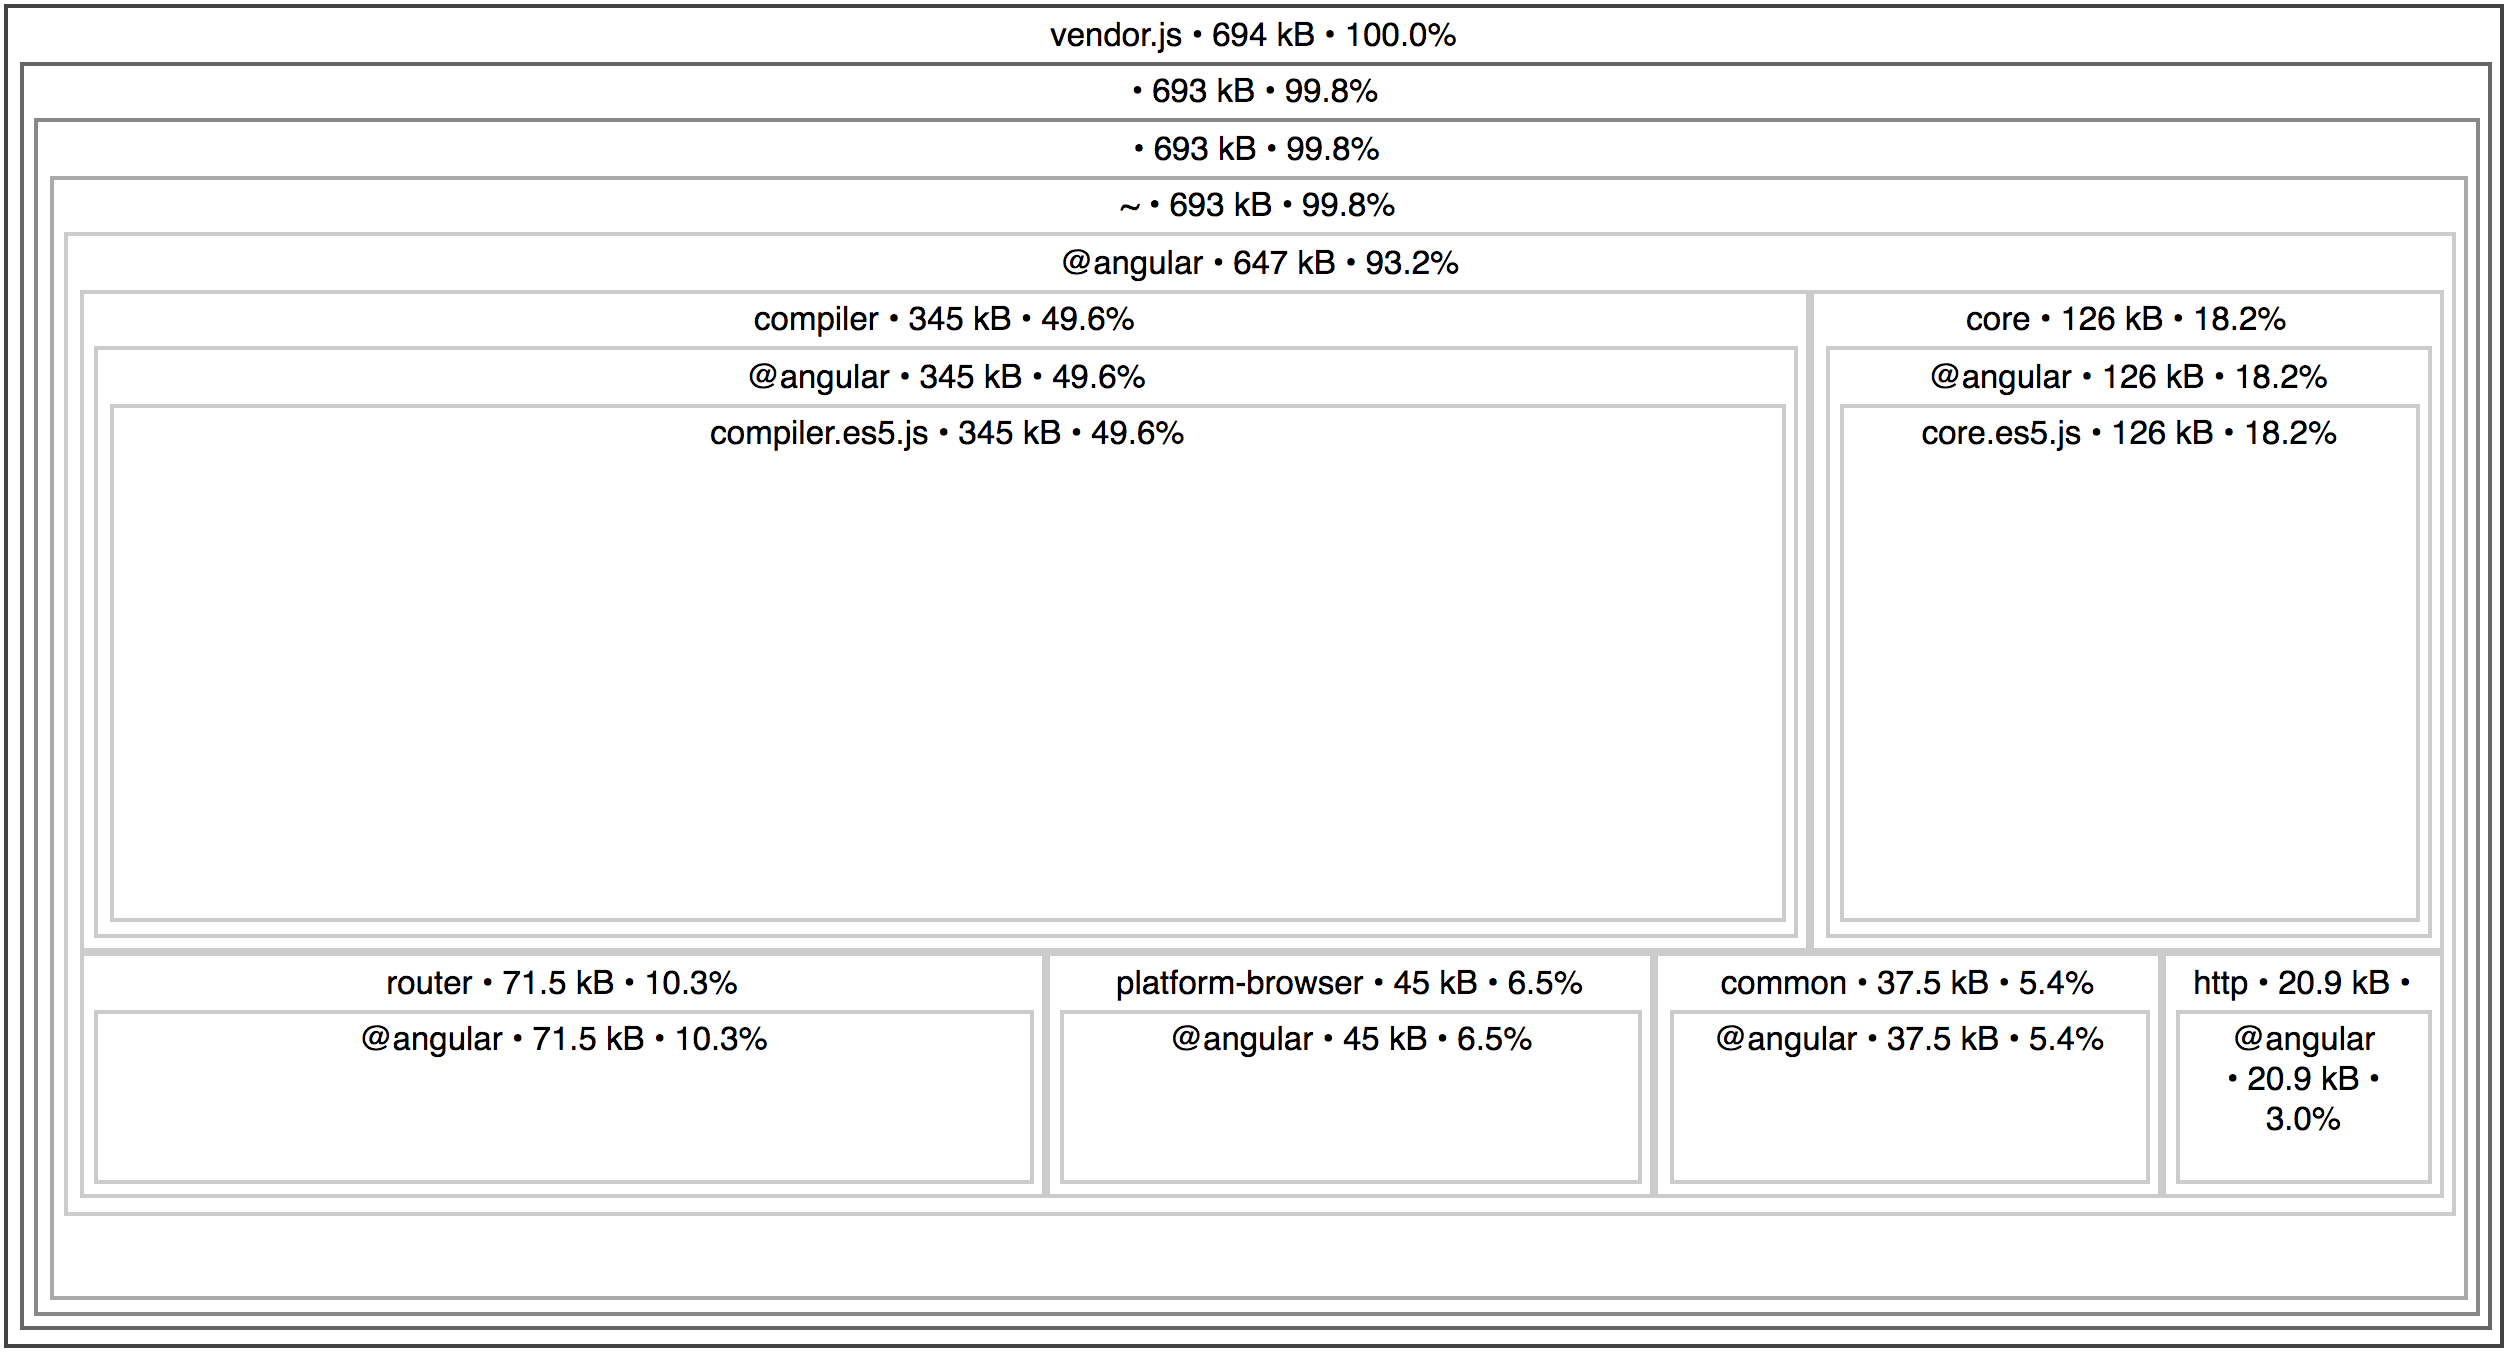 vendor.js • 694 kB • 100.0%
• 693 kB • 99.8%
• 693 kB • 99.8%
~ • 693 kB • 99.8%
@angular • 647 kB • 93.2%
compiler • 345 kB • 49.6%
@angular • 345 kB • 49.6%
compiler.es5.js • 345 kB • 49.6%
core • 126 kB • 18.2%
@angular • 126 kB • 18.2%
core.es5.js • 126 kB • 18.2%
router • 71.5 kB • 10.3%
@angular • 71.5 kB • 10.3%
platform-browser • 45 kB • 6.5%
@angular • 45 kB • 6.5%
common • 37.5 kB • 5.4%
@angular • 37.5 kB • 5.4%
http • 20.9 kB •
@angular
• 20.9 kB •
3.0%